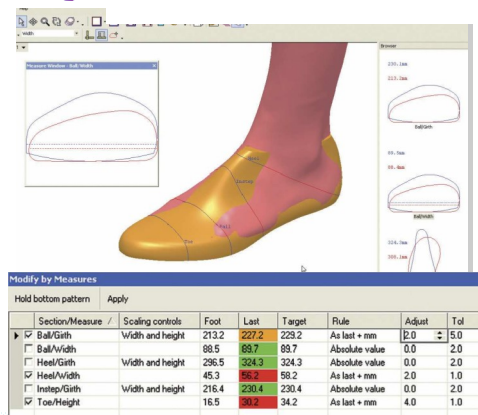 Width
Measure Window - Ball/Width
Browser
230.1mm
213.2mm
Ball/Girth
Ball/Width
Heel
Instep
Ball
Toe
Modify by Measures
Hold bottom pattern Apply
Section/Measure / Scaling controls Foot Last Target Rule Adjust Tol
Ball/Girth Width and height 213.2 227.2 229.2 As last + mm 2.0 5.0
Ball/Width 88.5 89.7 89.7 Absolute value 0.0 2.0
Heel/Girth Width and height 296.5 324.3 324.3 Absolute value 0.0 2.0
Heel/Width 45.3 56.2 58.2 As last + mm 2.0 1.0
Instep/Girth Width and height 216.4 230.4 230.4 Absolute value 0.0 2.0
Toe/Height 16.5 30.2 34.2 As last + mm 4.0 1.0